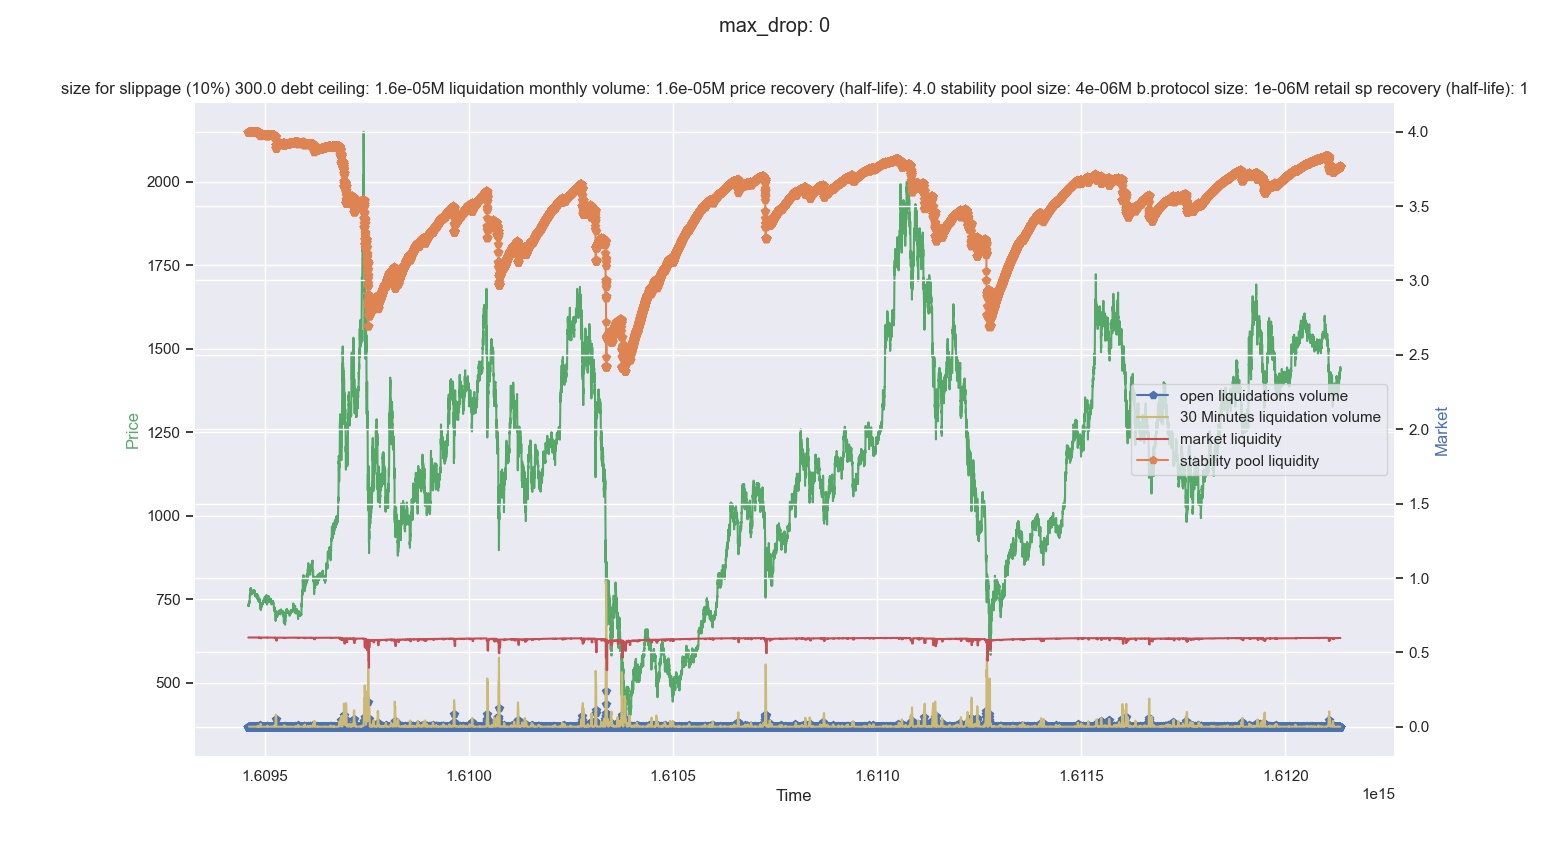 max_drop: 0
size for slippage (10%) 300.0 debt ceiling: 1.6e-05M liquidation monthly volume: 1.6e-05M price recovery (half-life): 4.0 stability pool size: 4e-06M b.protocol size: 1e-06M retail sp recovery (half-life): 1
2000
1750
1500
1250
1000
750
500
Price
4.0
3.5
3.0
2.5
2.0
1.5
1.0
0.5
0.0
Market
open liquidations volume
30 Minutes liquidation volume
market liquidity
stability pool liquidity
1.6095
1.6100
1.6105
1.6110
1.6115
1.6120
Time
1e15